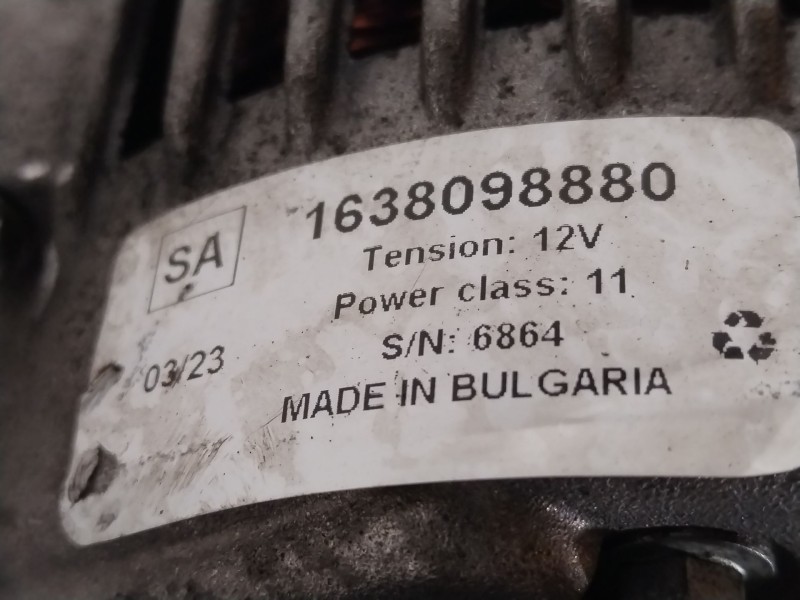 1638098880
SA
Tension: 12V
Power class: 11
S/N: 6864
03/23
MADE IN BULGARIA